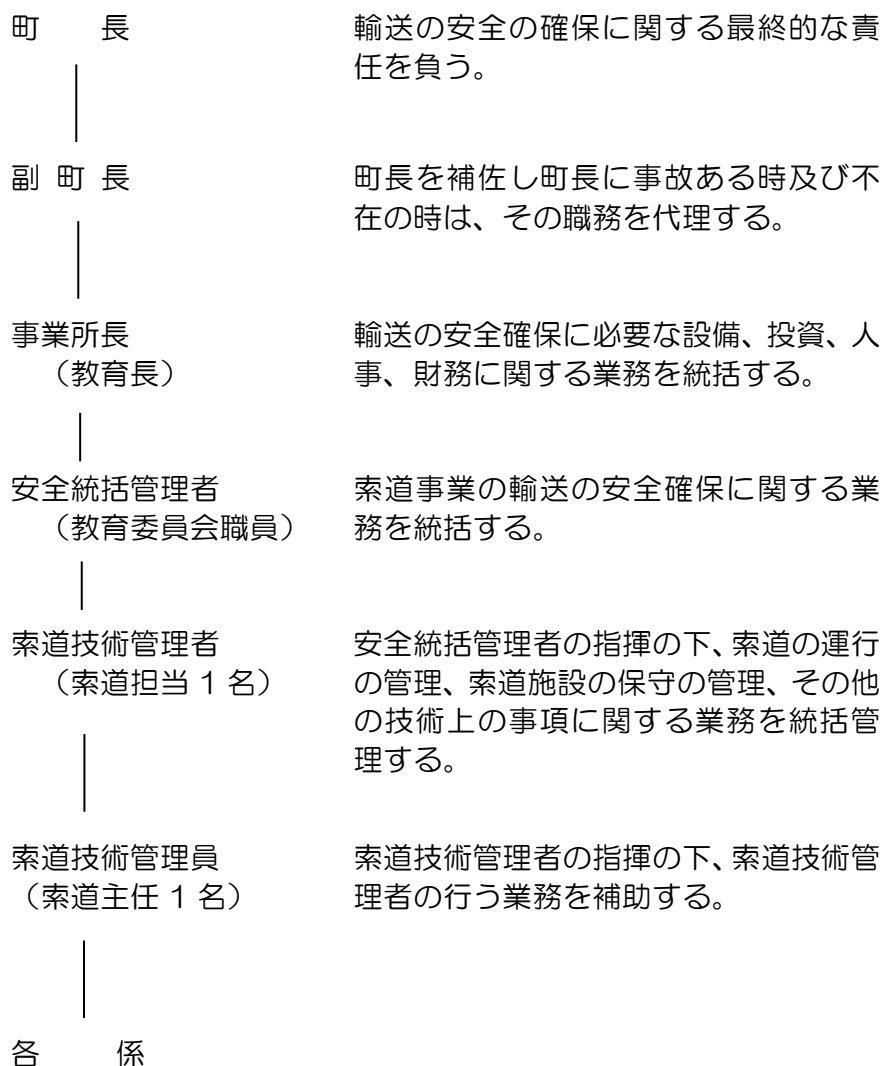 町　　長　輸送の安全の確保に関する最終的な責
任を負う。
副 町 長　町長を補佐し町長に事故ある時及び不
在の時は、その職務を代理する。
事業所長　輸送の安全確保に必要な設備、投資、人
（教育長）　事、財務に関する業務を統括する。
安全統括管理者　索道事業の輸送の安全確保に関する業
（教育委員会職員）　務を統括する。
索道技術管理者　安全統括管理者の指揮の下、索道の運行
（索道担当 1 名）　の管理、索道施設の保守の管理、その他
の技術上の事項に関する業務を統括管
理する。
索道技術管理員　索道技術管理者の指揮の下、索道技術管
（索道主任 1 名）　理者の行う業務を補助する。
各　　係